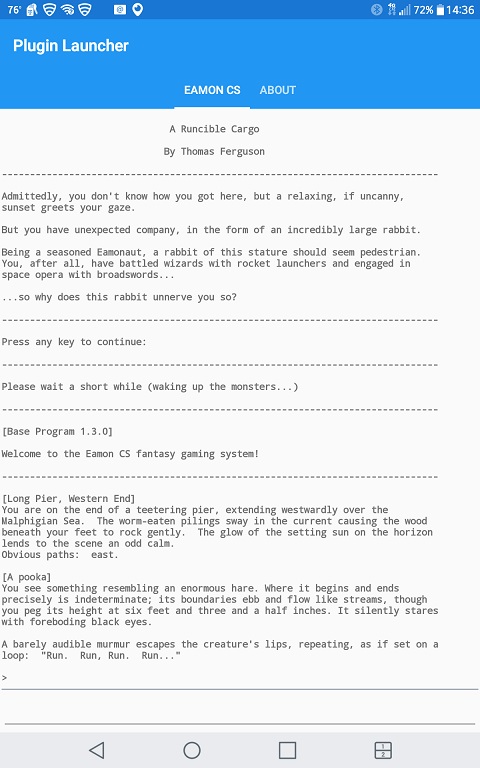 76° 4G 72% 14:36
Plugin Launcher
EAMON CS ABOUT
A Runcible Cargo
By Thomas Ferguson
------------------------------------------------------------------------------
Admittedly, you don't know how you got here, but a relaxing, if uncanny,
sunset greets your gaze.
But you have unexpected company, in the form of an incredibly large rabbit.
Being a seasoned Eamonaut, a rabbit of this stature should seem pedestrian.
You, after all, have battled wizards with rocket launchers and engaged in
space opera with broadswords...
...so why does this rabbit unnerve you so?
------------------------------------------------------------------------------
Press any key to continue:
------------------------------------------------------------------------------
Please wait a short while (waking up the monsters...)
------------------------------------------------------------------------------
[Base Program 1.3.0]
Welcome to the Eamon CS fantasy gaming system!
------------------------------------------------------------------------------
[Long Pier, Western End]
You are on the end of a teetering pier, extending westwardly over the
Malphigian Sea.  The worm-eaten pilings sway in the current causing the wood
beneath your feet to rock gently.  The glow of the setting sun on the horizon
lends to the scene an odd calm.
Obvious paths:  east.
[A pooka]
You see something resembling an enormous hare. Where it begins and ends
precisely is indeterminate; its boundaries ebb and flow like streams, though
you peg its height at six feet and three and a half inches. It silently stares
with foreboding black eyes.
A barely audible murmur escapes the creature's lips, repeating, as if set on a
loop:  "Run.  Run, Run.  Run..."
>
1
2